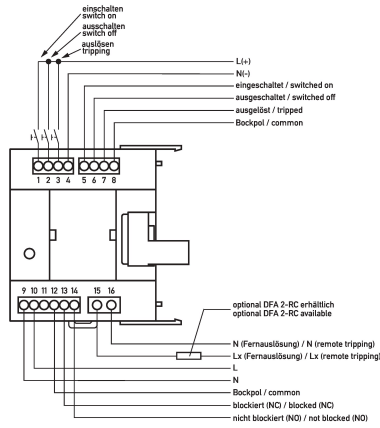 einschalten
switch on
ausschalten
switch off
auslösen
tripping
L(+)
N(-)
eingeschaltet / switched on
ausgeschaltet / switched off
ausgelöst / tripped
Bockpol / common
1 2 3 4 5 6 7 8
9 10 11 12 13 14 15 16
optional DFA 2-RC erhältlich
optional DFA 2-RC available
N (Fernauslösung) / N (remote tripping)
Lx (Fernauslösung) / Lx (remote tripping)
L
N
Bockpol / common
blockiert (NC) / blocked (NC)
nicht blockiert (NO) / not blocked (NO)